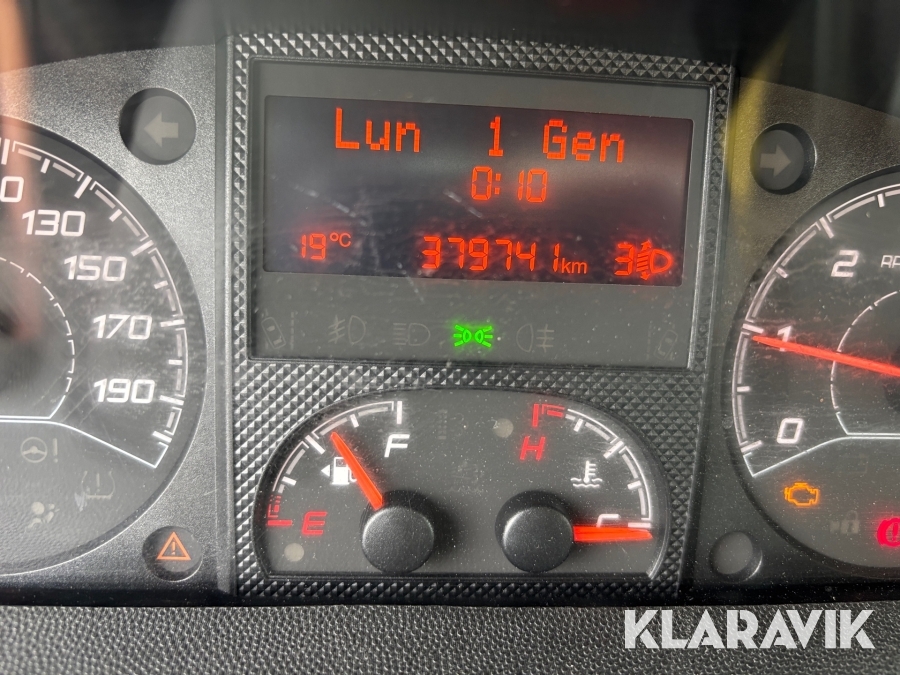 KLARAVIK
Lun 1 Gen
0:10
19°C 379741km 3
130
150
170
190
2
1
0
F
E
H
C